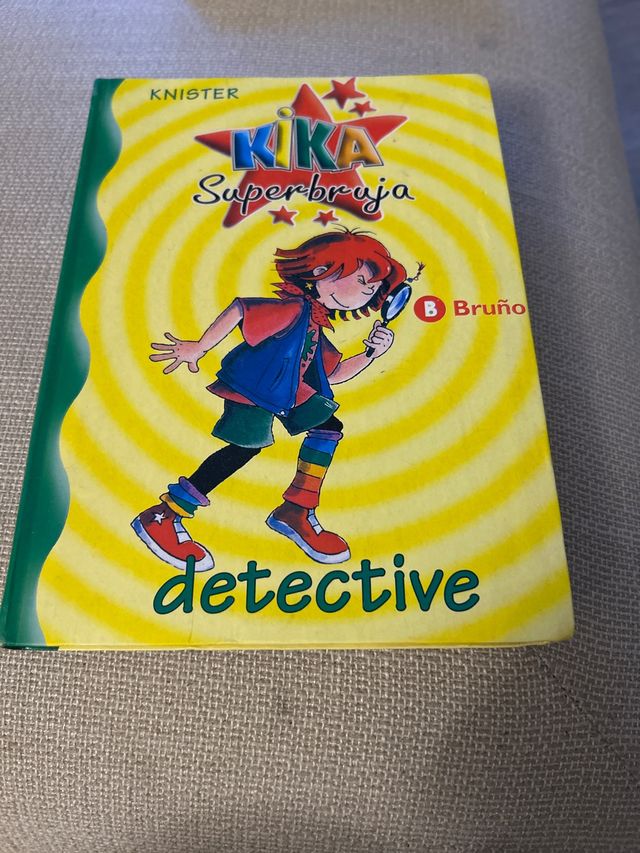 KNISTER
KiKA
Superbruja
B Bruño
detective